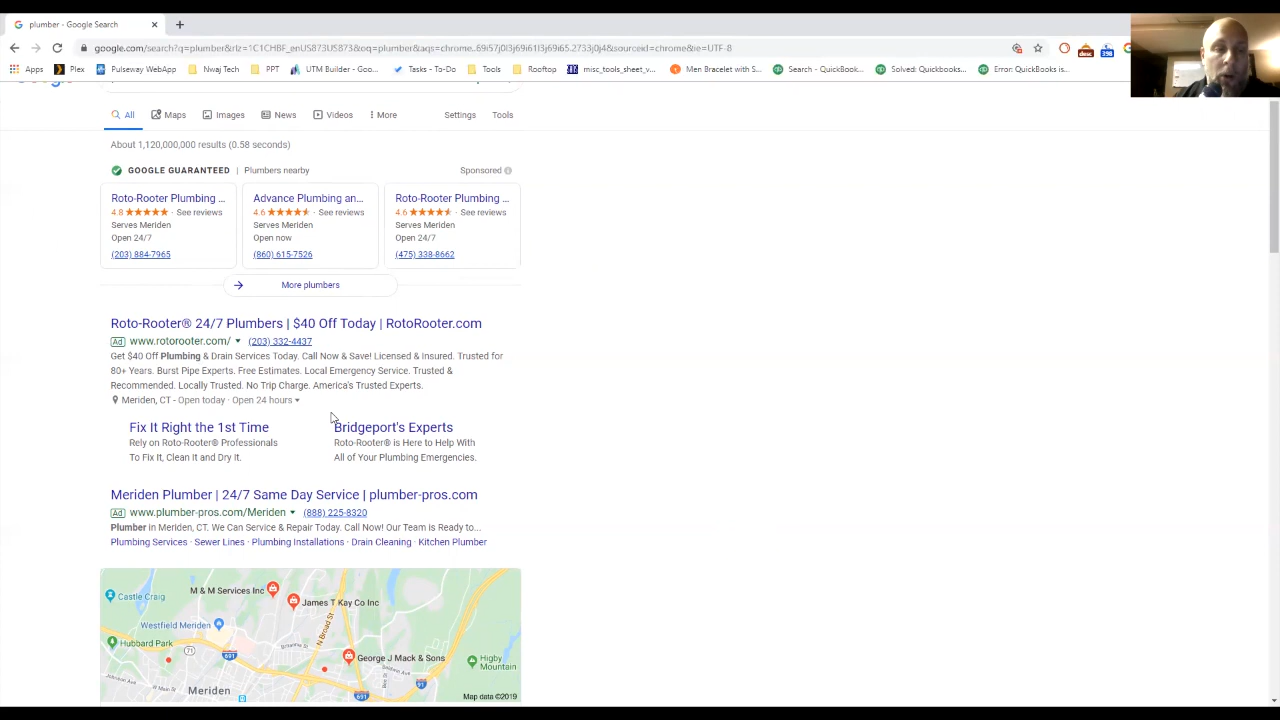 plumber - Google Search
google.com/search?q=plumber&rlz=1C1CHBF_enUS873US873&oq=plumber&aqs=chrome..69i57j0l3j69i61l3j69i65.2733j0j4&sourceid=chrome&ie=UTF-8
Apps Plex Pulseway WebApp Nwaj Tech PPT UTM Builder - Goo... Tasks - To-Do Tools Rooftop misc_tools_sheet_v... Men Bracelet with S... Search - QuickBook... Solved: Quickbooks... Error: QuickBooks is...
All Maps Images News Videos More Settings Tools
About 1,120,000,000 results (0.58 seconds)
GOOGLE GUARANTEED | Plumbers nearby Sponsored
Roto-Rooter Plumbing ...
4.8 · See reviews
Serves Meriden
Open 24/7
(203) 884-7965
Advance Plumbing an...
4.6 · See reviews
Serves Meriden
Open now
(860) 615-7526
Roto-Rooter Plumbing ...
4.6 · See reviews
Serves Meriden
Open 24/7
(475) 338-8662
More plumbers
Roto-Rooter® 24/7 Plumbers | $40 Off Today | RotoRooter.com
Ad www.rotorooter.com/ (203) 332-4437
Get $40 Off Plumbing & Drain Services Today. Call Now & Save! Licensed & Insured. Trusted for
80+ Years. Burst Pipe Experts. Free Estimates. Local Emergency Service. Trusted &
Recommended. Locally Trusted. No Trip Charge. America's Trusted Experts.
Meriden, CT - Open today · Open 24 hours
Fix It Right the 1st Time
Rely on Roto-Rooter® Professionals
To Fix It, Clean It and Dry It.
Bridgeport's Experts
Roto-Rooter® is Here to Help With
All of Your Plumbing Emergencies.
Meriden Plumber | 24/7 Same Day Service | plumber-pros.com
Ad www.plumber-pros.com/Meriden (888) 225-8320
Plumber in Meriden, CT. We Can Service & Repair Today. Call Now! Our Team is Ready to...
Plumbing Services · Sewer Lines · Plumbing Installations · Drain Cleaning · Kitchen Plumber
M & M Services Inc
Castle Craig
James T Kay Co Inc
Westfield Meriden
N Broad St
Hubbard Park
71
Britannia St
691
George J Mack & Sons
Higby
Mountain
Johnson Ave
W Main St
Baldwin Ave
Meriden
691
91
Map data ©2019